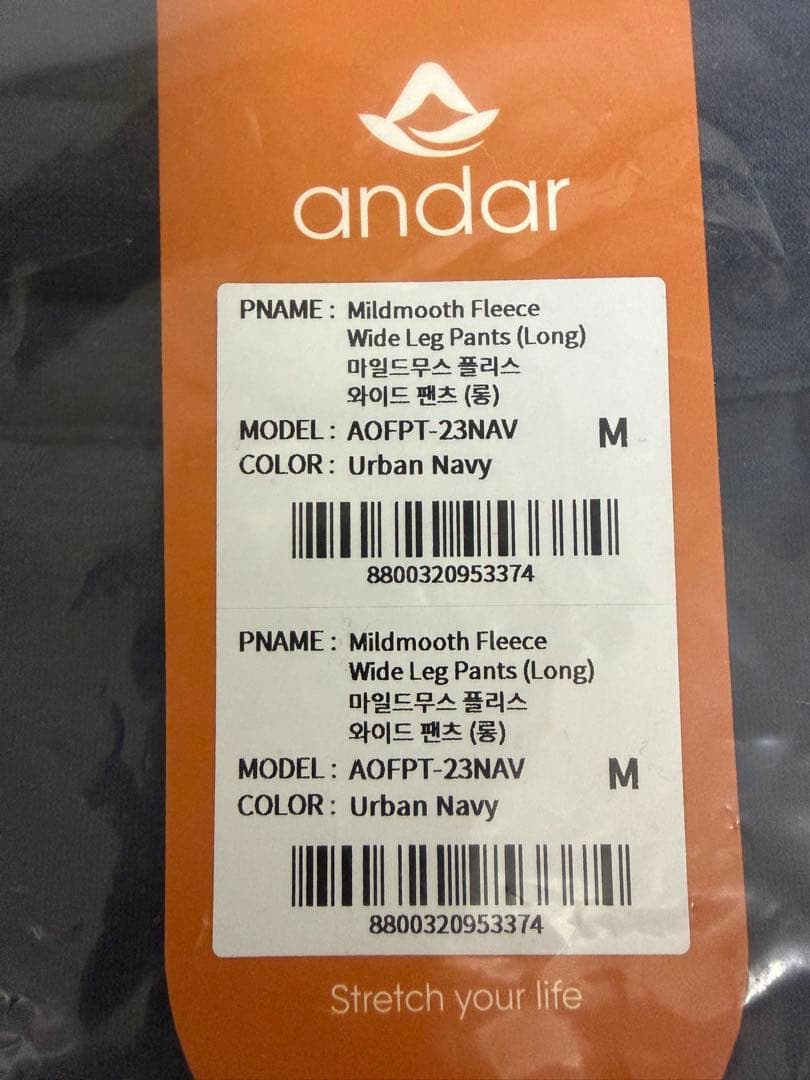 andar
PNAME : Mildmooth Fleece
Wide Leg Pants (Long)
마일드무스 플리스
와이드 팬츠 (롱)
MODEL : AOFPT-23NAV M
COLOR : Urban Navy
8800320953374
PNAME : Mildmooth Fleece
Wide Leg Pants (Long)
마일드무스 플리스
와이드 팬츠 (롱)
MODEL : AOFPT-23NAV M
COLOR : Urban Navy
8800320953374
Stretch your life